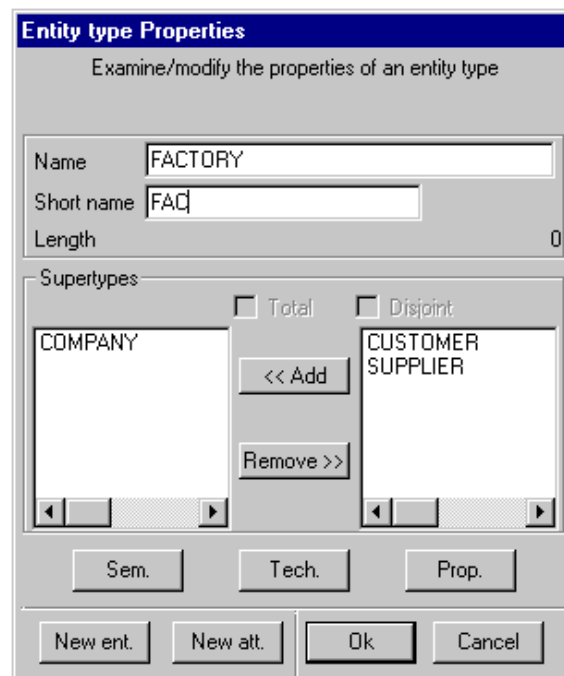 Entity type Properties
Examine/modify the properties of an entity type
Name FACTORY
Short name FAC
Length 0
Supertypes
Total Disjoint
COMPANY
<< Add
Remove >>
CUSTOMER
SUPPLIER
Sem. Tech. Prop.
New ent. New att. Ok Cancel